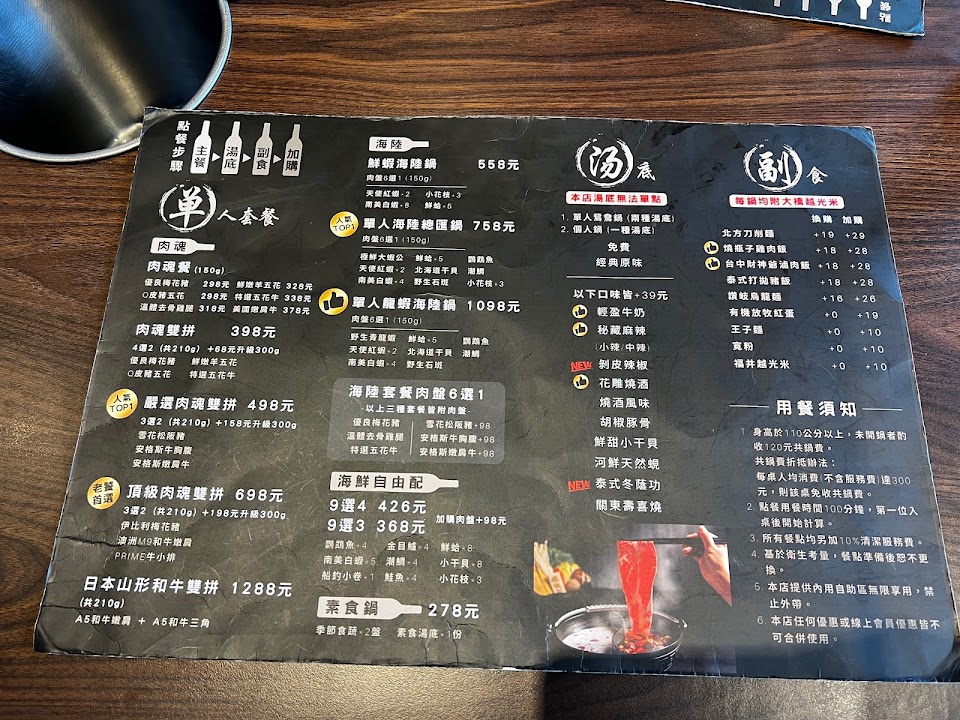 點餐步驟
主餐
湯底
副食
加購
單人套餐
肉魂
肉魂餐(150g)
優良梅花豬 298元 鮮嫩羊五花 328元
O皮豬五花 298元 特選五花牛 338元
溫體去骨雞腿 318元 美國嫩肩牛 378元
肉魂雙拼 398元
4選2 (共210g) +68元升級300g
優良梅花豬 鮮嫩羊五花
O皮豬五花 特選五花牛
人氣TOP1
嚴選肉魂雙拼 498元
3選2 (共210g) +158元升級300g
雪花松阪豬
安格斯牛胸腹
安格斯嫩肩牛
老饕首選
頂級肉魂雙拼 698元
3選2 (共210g) +198元升級300g
伊比利梅花豬
澳洲M9和牛嫩肩
PRIME牛小排
日本山形和牛雙拼 1288元
(共210g)
A5和牛嫩肩 + A5和牛三角
海陸
鮮蝦海陸鍋 558元
肉盤6選1 (150g)
天使紅蝦×2 小花枝×3
南美白蝦×8 鮮蛤×5
人氣TOP1
單人海陸總匯鍋 758元
肉盤6選1 (150g)
極鮮大蝦公 鮮蛤×5 鸚鵡魚
天使紅蝦×2 北海道干貝 潮鯛
南美白蝦×4 野生石斑 小花枝×3
單人龍蝦海陸鍋 1098元
肉盤6選1 (150g)
野生青龍蝦 鮮蛤×5 鸚鵡魚
天使紅蝦×2 北海道干貝 潮鯛
南美白蝦×4 野生石斑
海陸套餐肉盤6選1
-以上三種套餐皆附肉盤-
優良梅花豬 雪花松阪豬+98
溫體去骨雞腿 安格斯牛胸腹+98
特選五花牛 安格斯嫩肩牛+98
海鮮自由配
9選4 426元
9選3 368元
加購肉盤+98元
鸚鵡魚×4 金目鱸×4 鮮蛤×8
南美白蝦×5 潮鯛×4 小干貝×8
船釣小卷×1 鮭魚×4 小花枝×3
素食鍋 278元
季節食蔬×2盤 素食湯底×1份
汤底
本店湯底無法單點
1. 單人鴛鴦鍋 (兩種湯底)
2. 個人鍋 (一種湯底)
免費
經典原味
以下口味皆+39元
輕盈牛奶
秘藏麻辣
(小辣/中辣)
NEW 剝皮辣椒
花雕燒酒
燒酒風味
胡椒豚骨
鮮甜小干貝
河鮮天然蜆
NEW 泰式冬蔭功
關東壽喜燒
副食
每鍋均附大橋越光米
換購 加購
北方刀削麵 +19 +29
燒瓶子雞肉飯 +18 +28
台中財神爺滷肉飯 +18 +28
泰式打拋豬飯 +18 +28
讚岐烏龍麵 +16 +26
有機放牧紅蛋 +0 +19
王子麵 +0 +10
寬粉 +0 +10
福井越光米 +0 +10
用餐須知
1. 身高於110公分以上,未開鍋者酌
收120元共鍋費。
共鍋費折抵辦法:
每桌人均消費(不含服務費)達300
元,則該桌免收共鍋費。
2. 點餐用餐時間100分鐘,第一位入
桌後開始計算。
3. 所有餐點均另加10%清潔服務費。
4. 基於衛生考量,餐點準備後恕不更
換。
5. 本店提供內用自助區無限享用,禁
止外帶。
6. 本店任何優惠或線上會員優惠皆不
可合併使用。